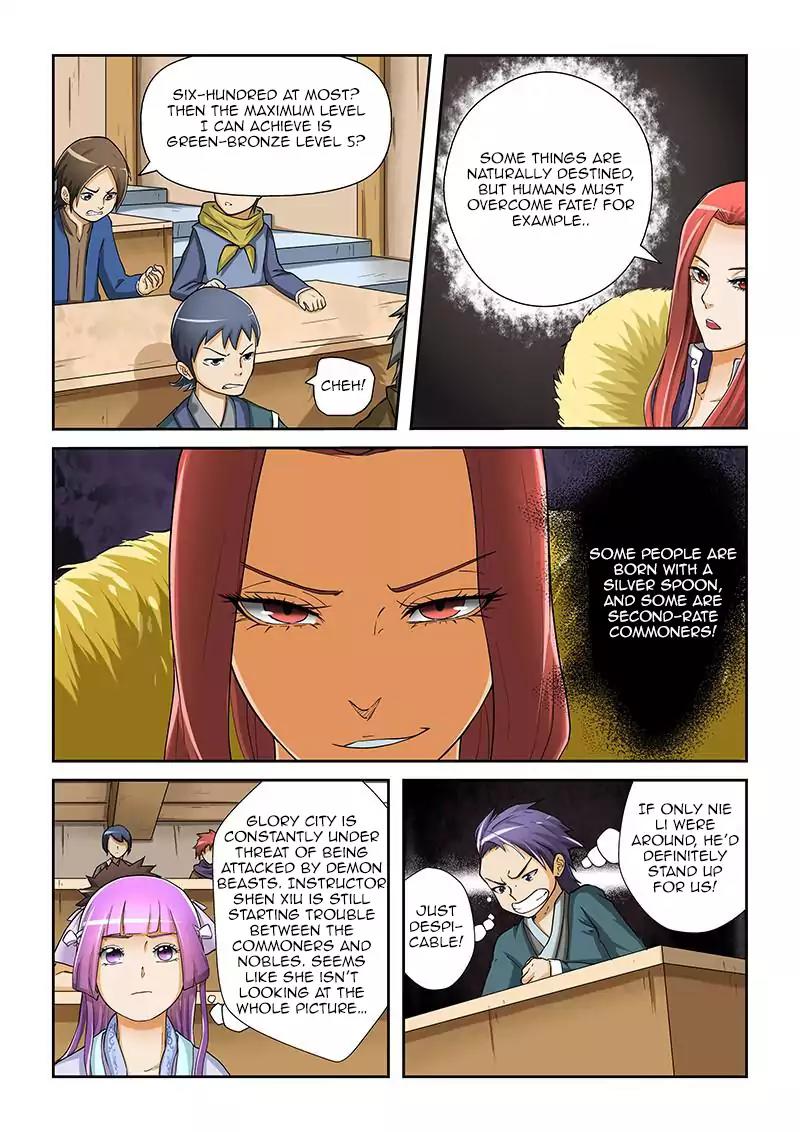 SIX-HUNDRED AT MOST?
THEN THE MAXIMUM LEVEL
I CAN ACHIEVE IS
GREEN-BRONZE LEVEL 5?
CHEH!
SOME THINGS ARE
NATURALLY DESTINED,
BUT HUMANS MUST
OVERCOME FATE! FOR
EXAMPLE..
SOME PEOPLE ARE
BORN WITH A
SILVER SPOON,
AND SOME ARE
SECOND-RATE
COMMONERS!
GLORY CITY IS
CONSTANTLY UNDER
THREAT OF BEING
ATTACKED BY DEMON
BEASTS. INSTRUCTOR
SHEN XIU IS STILL
STARTING TROUBLE
BETWEEN THE
COMMONERS AND
NOBLES. SEEMS
LIKE SHE ISN'T
LOOKING AT THE
WHOLE PICTURE...
JUST
DESPI-
CABLE!
IF ONLY NIE
LI WERE
AROUND, HE'D
DEFINITELY
STAND UP
FOR US!